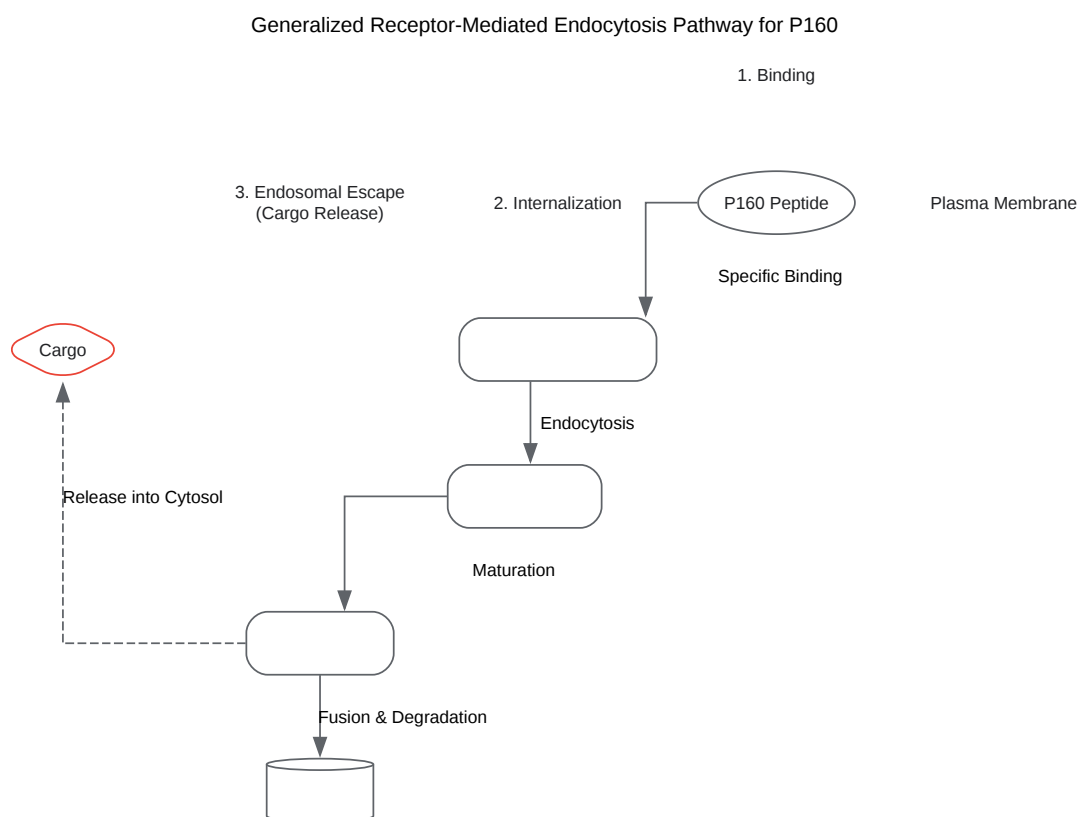 Generalized Receptor-Mediated Endocytosis Pathway for P160
1. Binding
3. Endosomal Escape
(Cargo Release)
2. Internalization
P160 Peptide
Plasma Membrane
Specific Binding
Cargo
Endocytosis
Release into Cytosol
Maturation
Fusion & Degradation